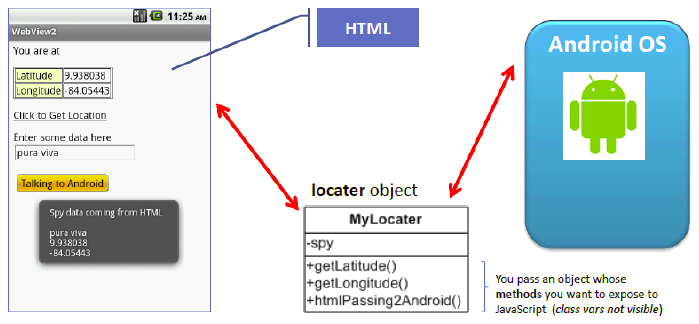 11:25 AM
WebView2
You are at
Latitude 9.938038
Longitude -84.05443
Click to Get Location
Enter some data here
pura viva
Talking to Android
Spy data coming from HTML
pura viva
9.938038
-84.05443
HTML
Android OS
locater object
MyLocater
-spy
+getLatitude()
+getLongitude()
+htmlPassing2Android()
You pass an object whose
methods you want to expose to
JavaScript (class vars not visible)